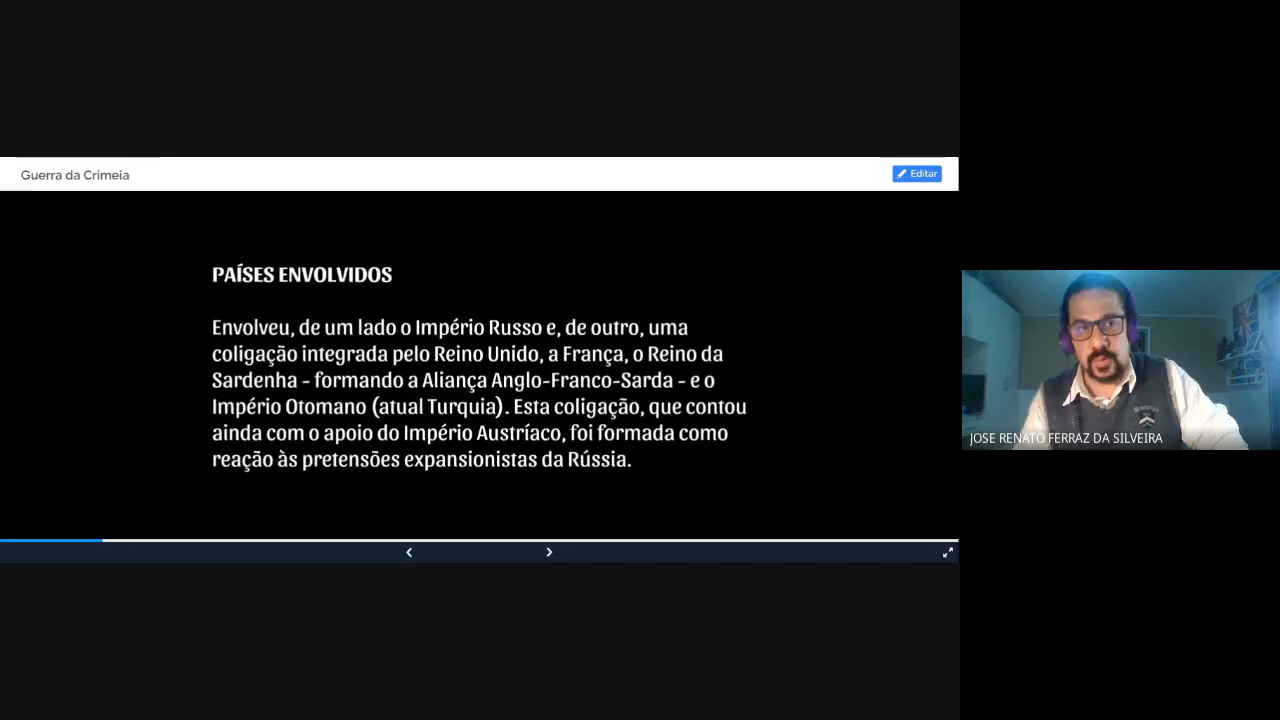 Guerra da Crimeia
Editar
PAÍSES ENVOLVIDOS
Envolveu, de um lado o Império Russo e, de outro, uma
coligação integrada pelo Reino Unido, a França, o Reino da
Sardenha - formando a Aliança Anglo-Franco-Sarda - e o
Império Otomano (atual Turquia). Esta coligação, que contou
ainda com o apoio do Império Austríaco, foi formada como
reação às pretensões expansionistas da Rússia.
JOSE RENATO FERRAZ DA SILVEIRA